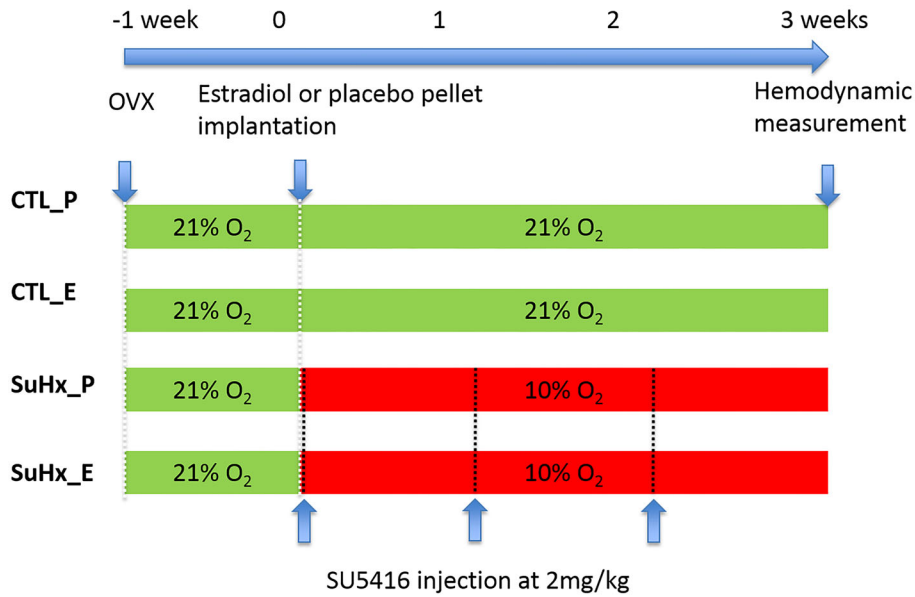 -1 week 0 1 2 3 weeks
OVX
Estradiol or placebo pellet
implantation
Hemodynamic
measurement
CTL_P
21% O₂ 21% O₂
CTL_E
21% O₂ 21% O₂
SuHx_P
21% O₂ 10% O₂
SuHx_E
21% O₂ 10% O₂
SU5416 injection at 2mg/kg